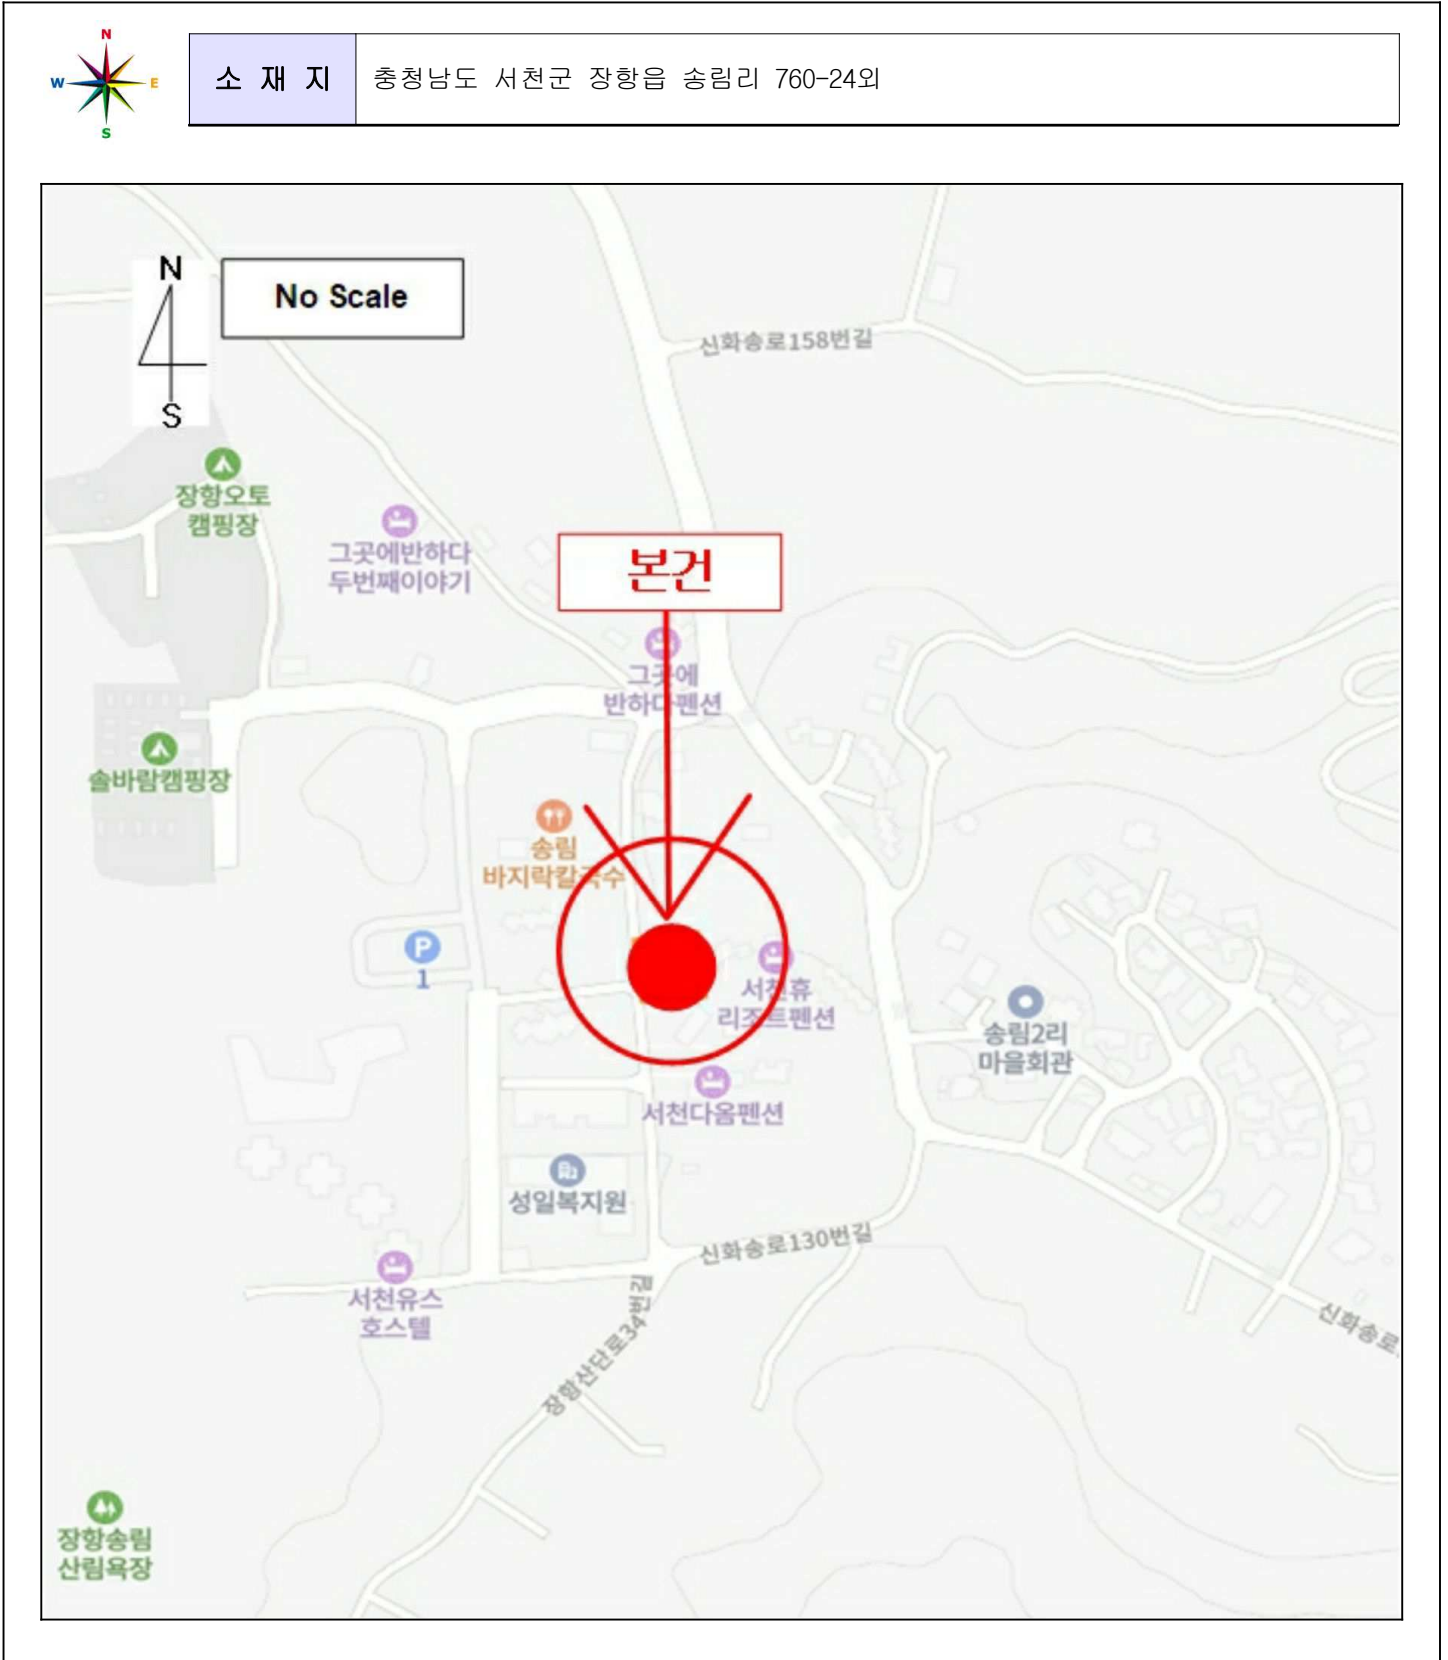 N
W E
S
소 재 지
충청남도 서천군 장항읍 송림리 760-24외
N
No Scale
S
신화송로158번길
장항오토
캠핑장
그곳에반하다
두번째이야기
본건
그곳에
반하다펜션
솔바람캠핑장
송림
바지락칼국수
P
1
서천휴
리조트펜션
송림2리
마을회관
서천다옴펜션
성일복지원
신화송로130번길
서천유스
호스텔
장항산단로34번길
신화송로
장항송림
산림욕장